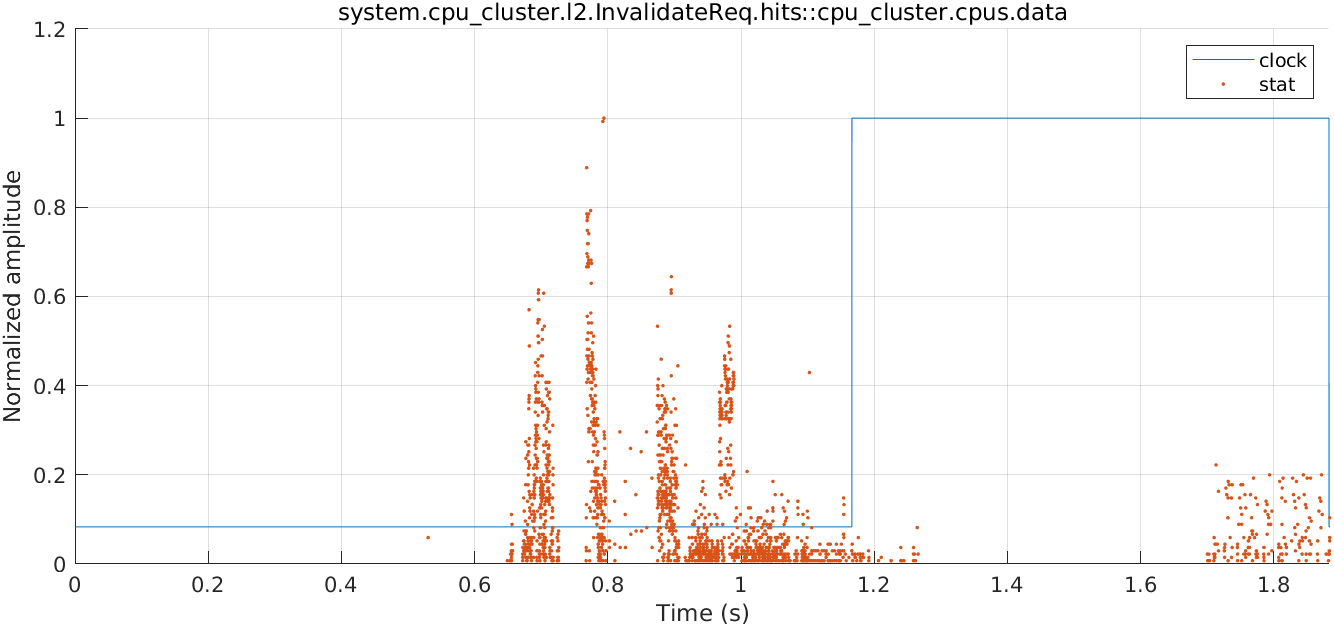 system.cpu_cluster.l2.InvalidateReq.hits::cpu_cluster.cpus.data
clock
stat
Normalized amplitude
1.2
1
0.8
0.6
0.4
0.2
0
0 0.2 0.4 0.6 0.8 1 1.2 1.4 1.6 1.8
Time (s)